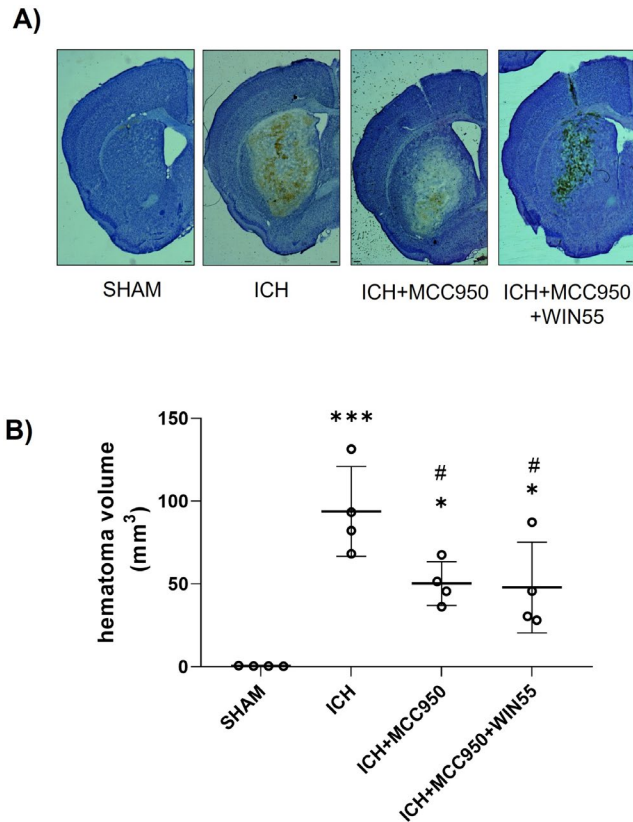 A)
SHAM
ICH
ICH+MCC950
ICH+MCC950
+WIN55
B)
hematoma volume
(mm³)
150
100
50
0
***
#
*
#
*
SHAM
ICH
ICH+MCC950
ICH+MCC950+WIN55